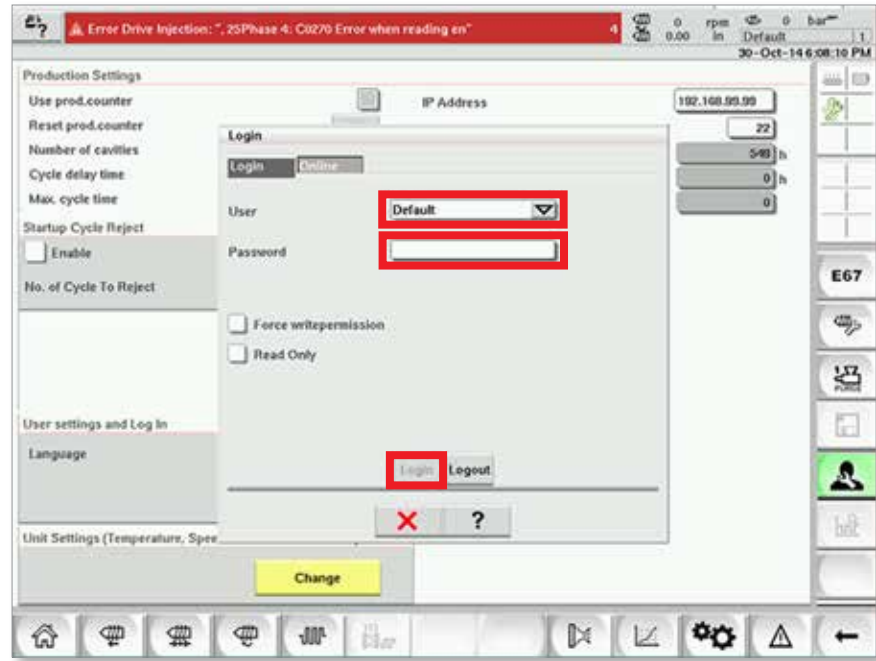 Error Drive Injection: ", 25Phase 4: C0270 Error when reading en"
4
0 rpm 0 bar
0.00 in Default 1
30-Oct-14 6:08:10 PM
Production Settings
Use prod.counter
IP Address
192.168.99.99
Reset prod.counter
22
Number of cavities
h
Cycle delay time
0 h
Max. cycle time
0
Startup Cycle Reject
Enable
No. of Cycle To Reject
Login
Login Online
User
Default
Password
Force writepermission
Read Only
Login Logout
?
User settings and Log In
Language
Unit Settings (Temperature, Spee
Change
E67
PURGE